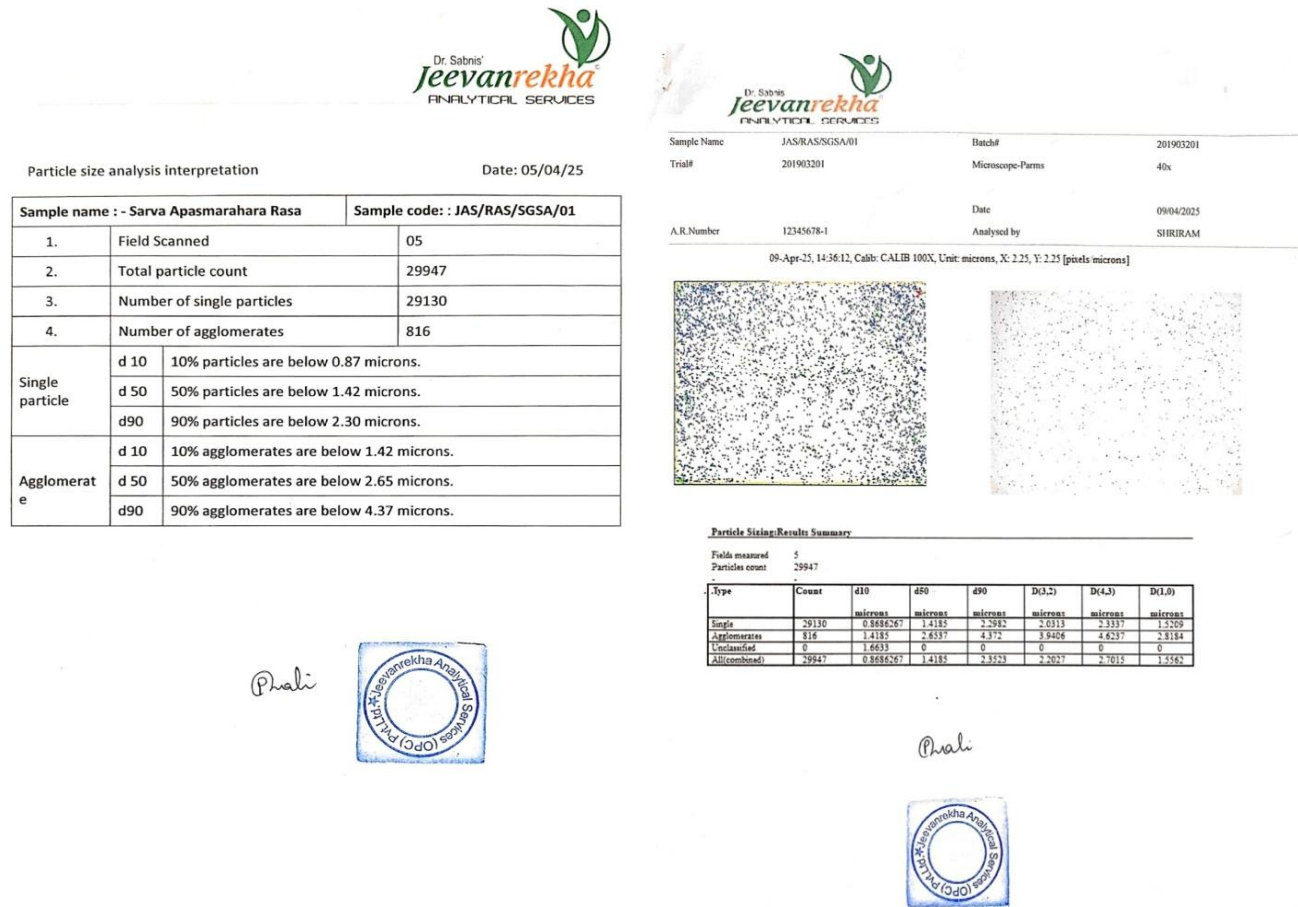 Dr. Sabnis'
Jeevanrekha
ANALYTICAL SERVICES
Particle size analysis interpretation Date: 05/04/25
Sample name : - Sarva Apasmarahara Rasa Sample code: : JAS/RAS/SGSA/01
1. Field Scanned 05
2. Total particle count 29947
3. Number of single particles 29130
4. Number of agglomerates 816
Single particle
d 10 10% particles are below 0.87 microns.
d 50 50% particles are below 1.42 microns.
d90 90% particles are below 2.30 microns.
Agglomerat
e
d 10 10% agglomerates are below 1.42 microns.
d 50 50% agglomerates are below 2.65 microns.
d90 90% agglomerates are below 4.37 microns.
Jeevanrekha Analytical Services (OPC) Pvt.Ltd.
Dr. Sabnis
Jeevanrekha
ANALYTICAL SERVICES
Sample Name JAS/RAS/SGSA/01 Batch# 201903201
Trial# 201903201 Microscope-Parms 40x
Date 09/04/2025
A.R.Number 12345678-1 Analysed by SHRIRAM
09-Apr-25, 14:36:12, Calib: CALIB 100X, Unit: microns, X: 2.25, Y: 2.25 [pixels/microns]
Particle Sizing:Results Summary
Fields measured 5
Particles count 29947
.Type Count d10 d50 d90 D(3,2) D(4,3) D(1,0)
microns microns microns microns microns microns
Single 29130 0.8686267 1.4185 2.2982 2.0313 2.3337 1.5209
Agglomerates 816 1.4185 2.6537 4.372 3.9406 4.6237 2.8184
Unclassified 0 1.6633 0 0 0 0 0
All(combined) 29947 0.8686267 1.4185 2.3523 2.2027 2.7015 1.5562
Jeevanrekha Analytical Services (OPC) Pvt.Ltd.